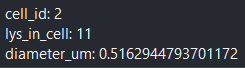 cell_id: 2
lys_in_cell: 11
diameter_um: 0.5162944793701172